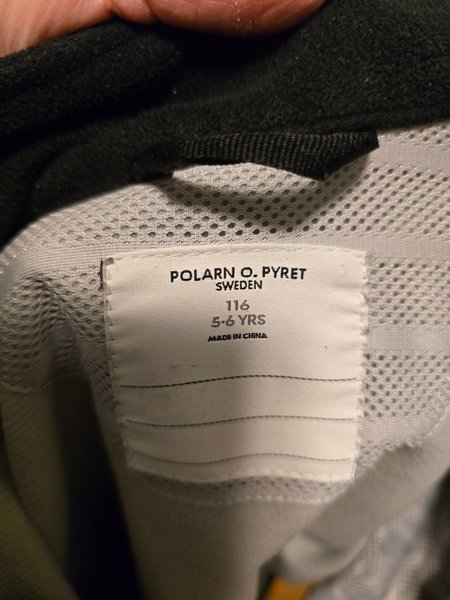 POLARN O. PYRET
SWEDEN
116
5-6 YRS
MADE IN CHINA